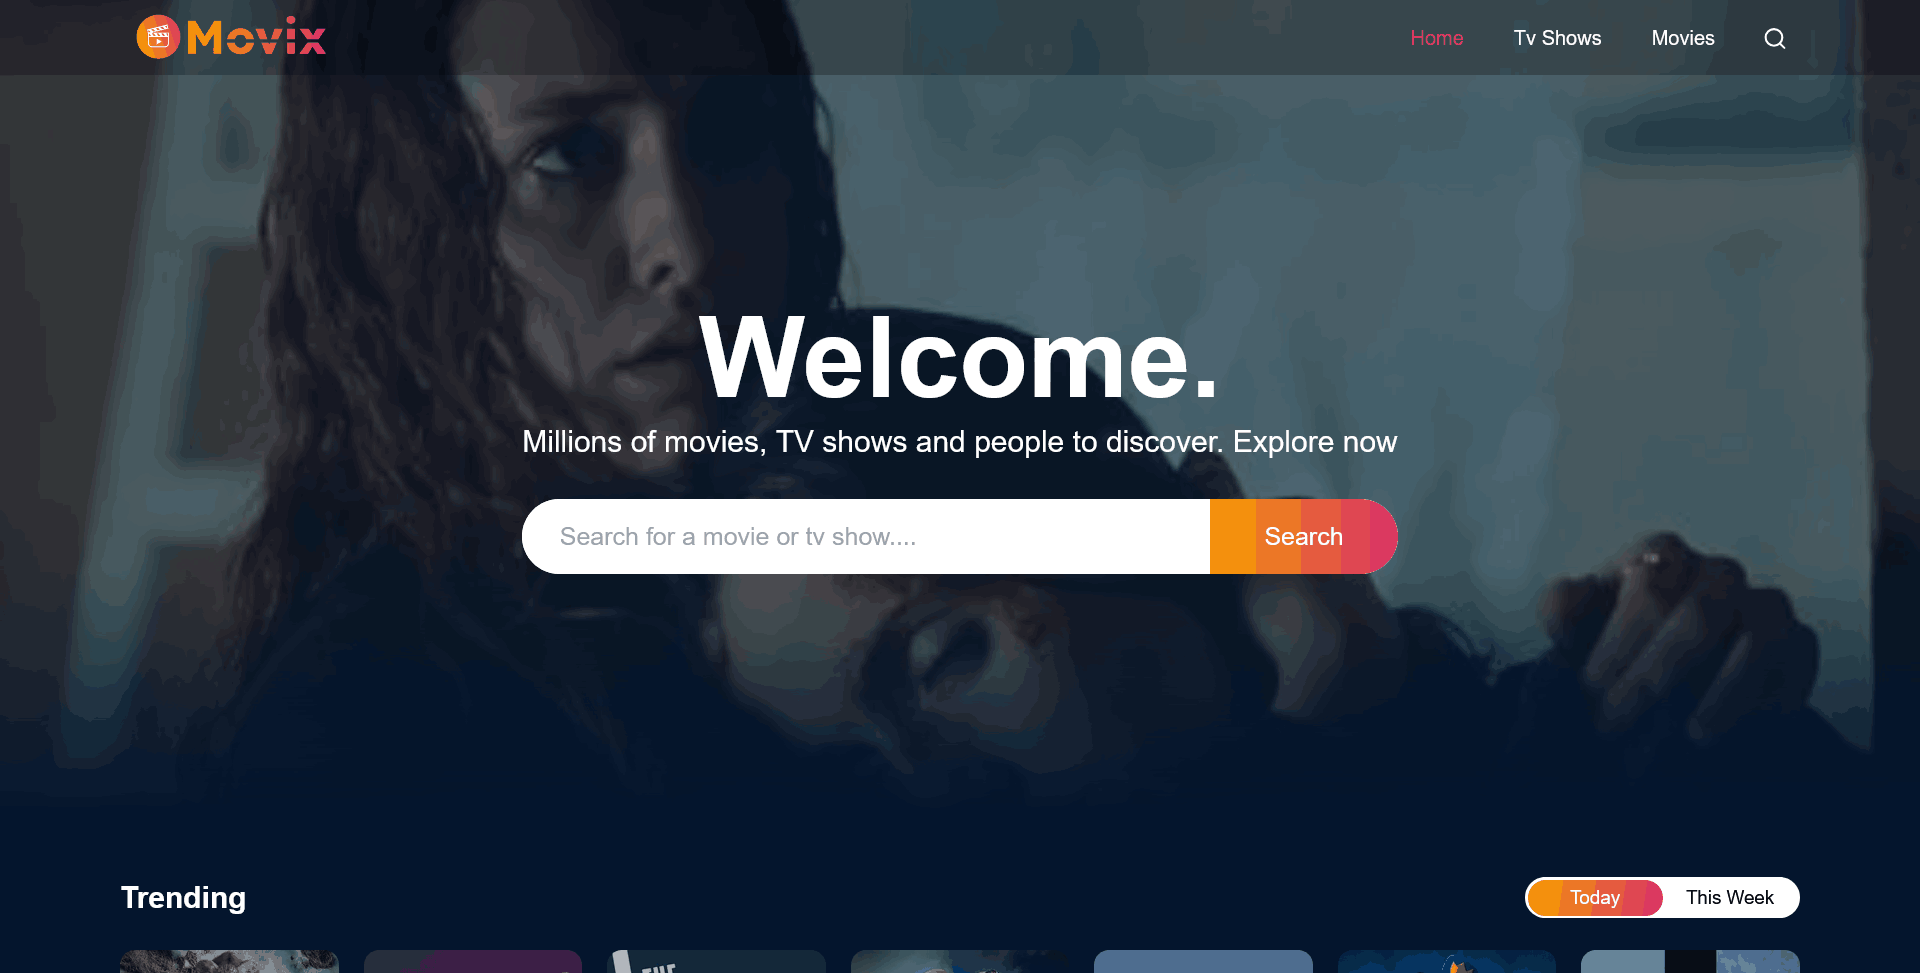 Movix
Home
Tv Shows
Movies
Welcome.
Millions of movies, TV shows and people to discover. Explore now
Search for a movie or tv show....
Search
Trending
Today
This Week
THE